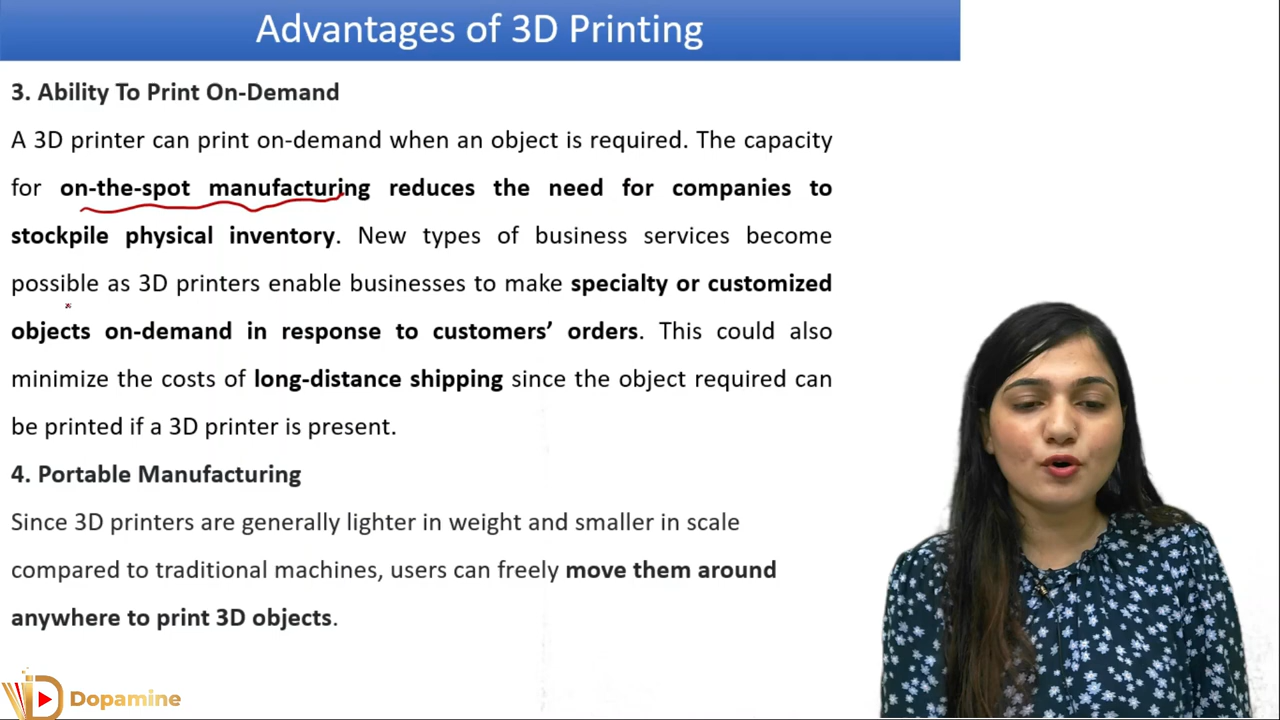 Advantages of 3D Printing
3. Ability To Print On-Demand
A 3D printer can print on-demand when an object is required. The capacity
for on-the-spot manufacturing reduces the need for companies to
stockpile physical inventory. New types of business services become
possible as 3D printers enable businesses to make specialty or customized
objects on-demand in response to customers’ orders. This could also
minimize the costs of long-distance shipping since the object required can
be printed if a 3D printer is present.
4. Portable Manufacturing
Since 3D printers are generally lighter in weight and smaller in scale
compared to traditional machines, users can freely move them around
anywhere to print 3D objects.
Dopamine